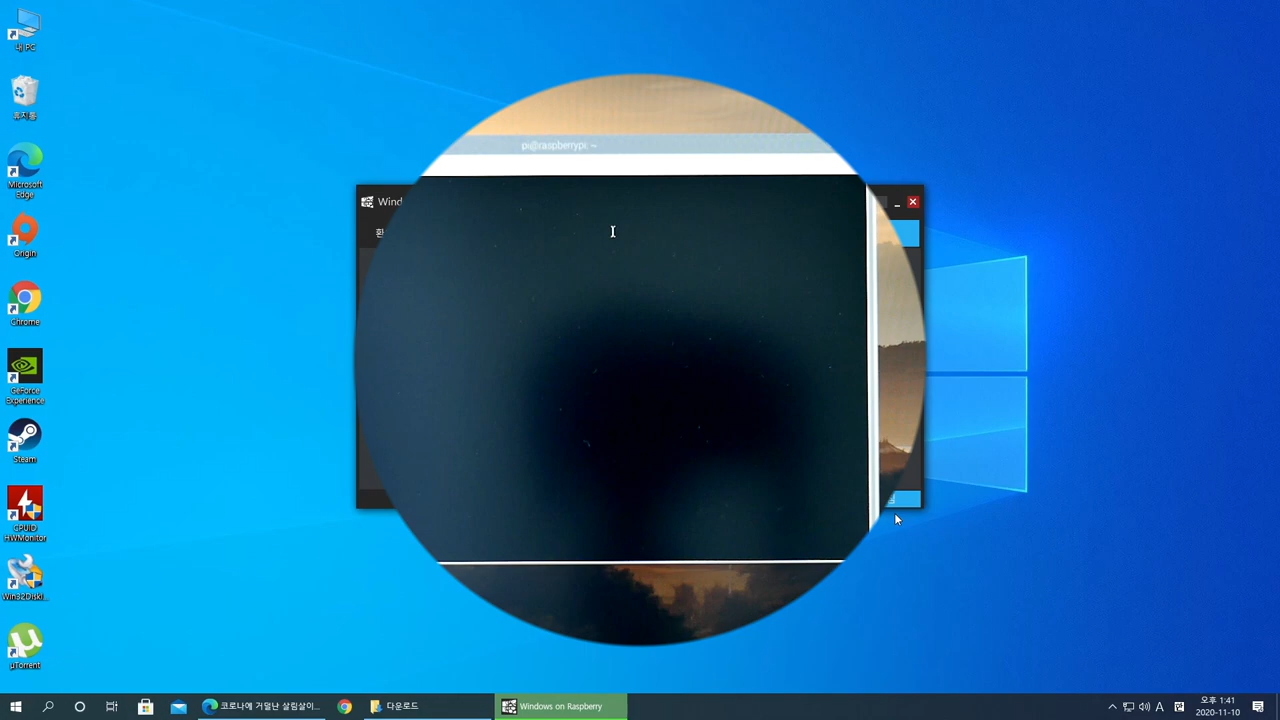 내 PC
휴지통
Microsoft
Edge
Origin
Chrome
GeForce
Experience
Steam
CPUID
HWMonitor
Win32DiskI...
µTorrent
pi@raspberrypi: ~
Wind
환
코로나에 거덜난 살림살이...
다운로드
Windows on Raspberry
A
오후 1:41
2020-11-10